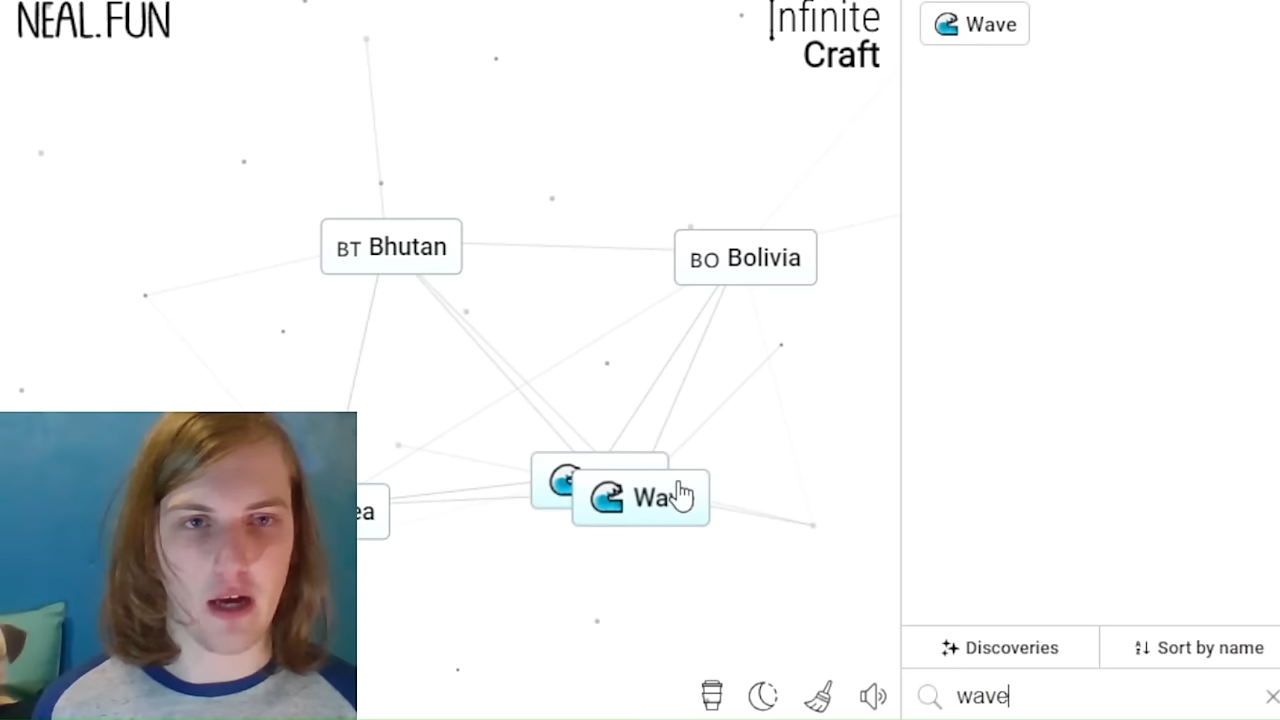 NEAL.FUN
Infinite
Craft
Wave
BT Bhutan
BO Bolivia
ea
Wa
Discoveries
Sort by name
wave